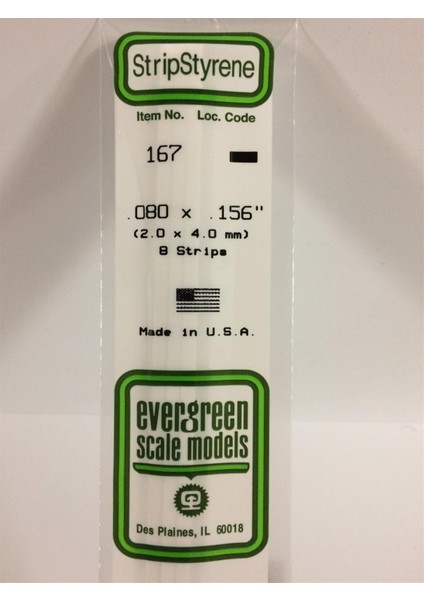 StripStyrene
Item No. Loc. Code
167
.080 x .156"
(2.0 x 4.0 mm)
8 Strips
Made in U.S.A.
evergreen
scale models
Des Plaines, IL 60018